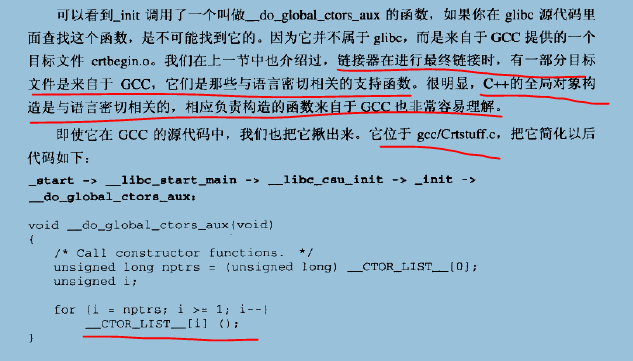 可以看到_init 调用了一个叫做__do_global_ctors_aux 的函数，如果你在 glibc 源代码里
面查找这个函数，是不可能找到它的。因为它并不属于 glibc，而是来自于 GCC 提供的一个
目标文件 crtbegin.o。我们在上一节中也介绍过，链接器在进行最终链接时，有一部分目标
文件是来自于 GCC，它们是那些与语言密切相关的支持函数。很明显，C++的全局对象构
造是与语言密切相关的，相应负责构造的函数来自于 GCC 也非常容易理解。
即使它在 GCC 的源代码中，我们也把它揪出来。它位于 gcc/Crtstuff.c，把它简化以后
代码如下：
_start -> __libc_start_main -> __libc_csu_init -> _init ->
__do_global_ctors_aux:
void __do_global_ctors_aux(void)
{
/* Call constructor functions. */
unsigned long nptrs = (unsigned long) __CTOR_LIST__[0];
unsigned i;
for (i = nptrs; i >= 1; i--)
__CTOR_LIST__[i] ();
}